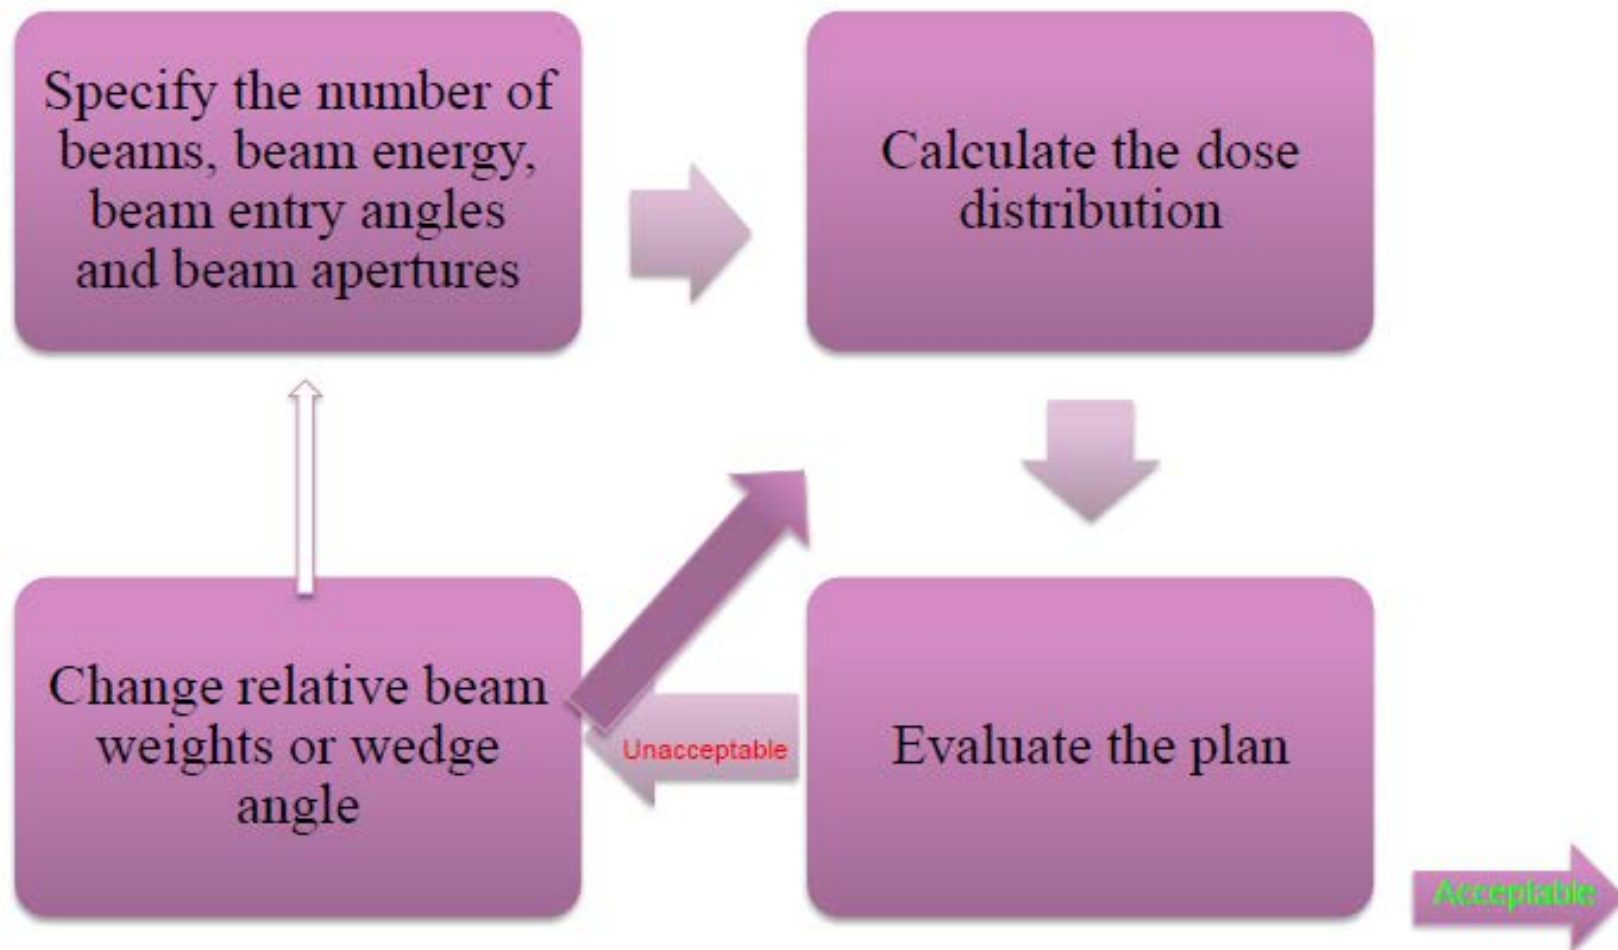 Specify the number of
beams, beam energy,
beam entry angles
and beam apertures
Calculate the dose
distribution
Change relative beam
weights or wedge
angle
Unacceptable
Evaluate the plan
Acceptable